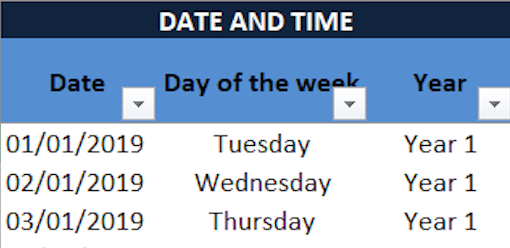 DATE AND TIME
Date Day of the week Year
01/01/2019 Tuesday Year 1
02/01/2019 Wednesday Year 1
03/01/2019 Thursday Year 1